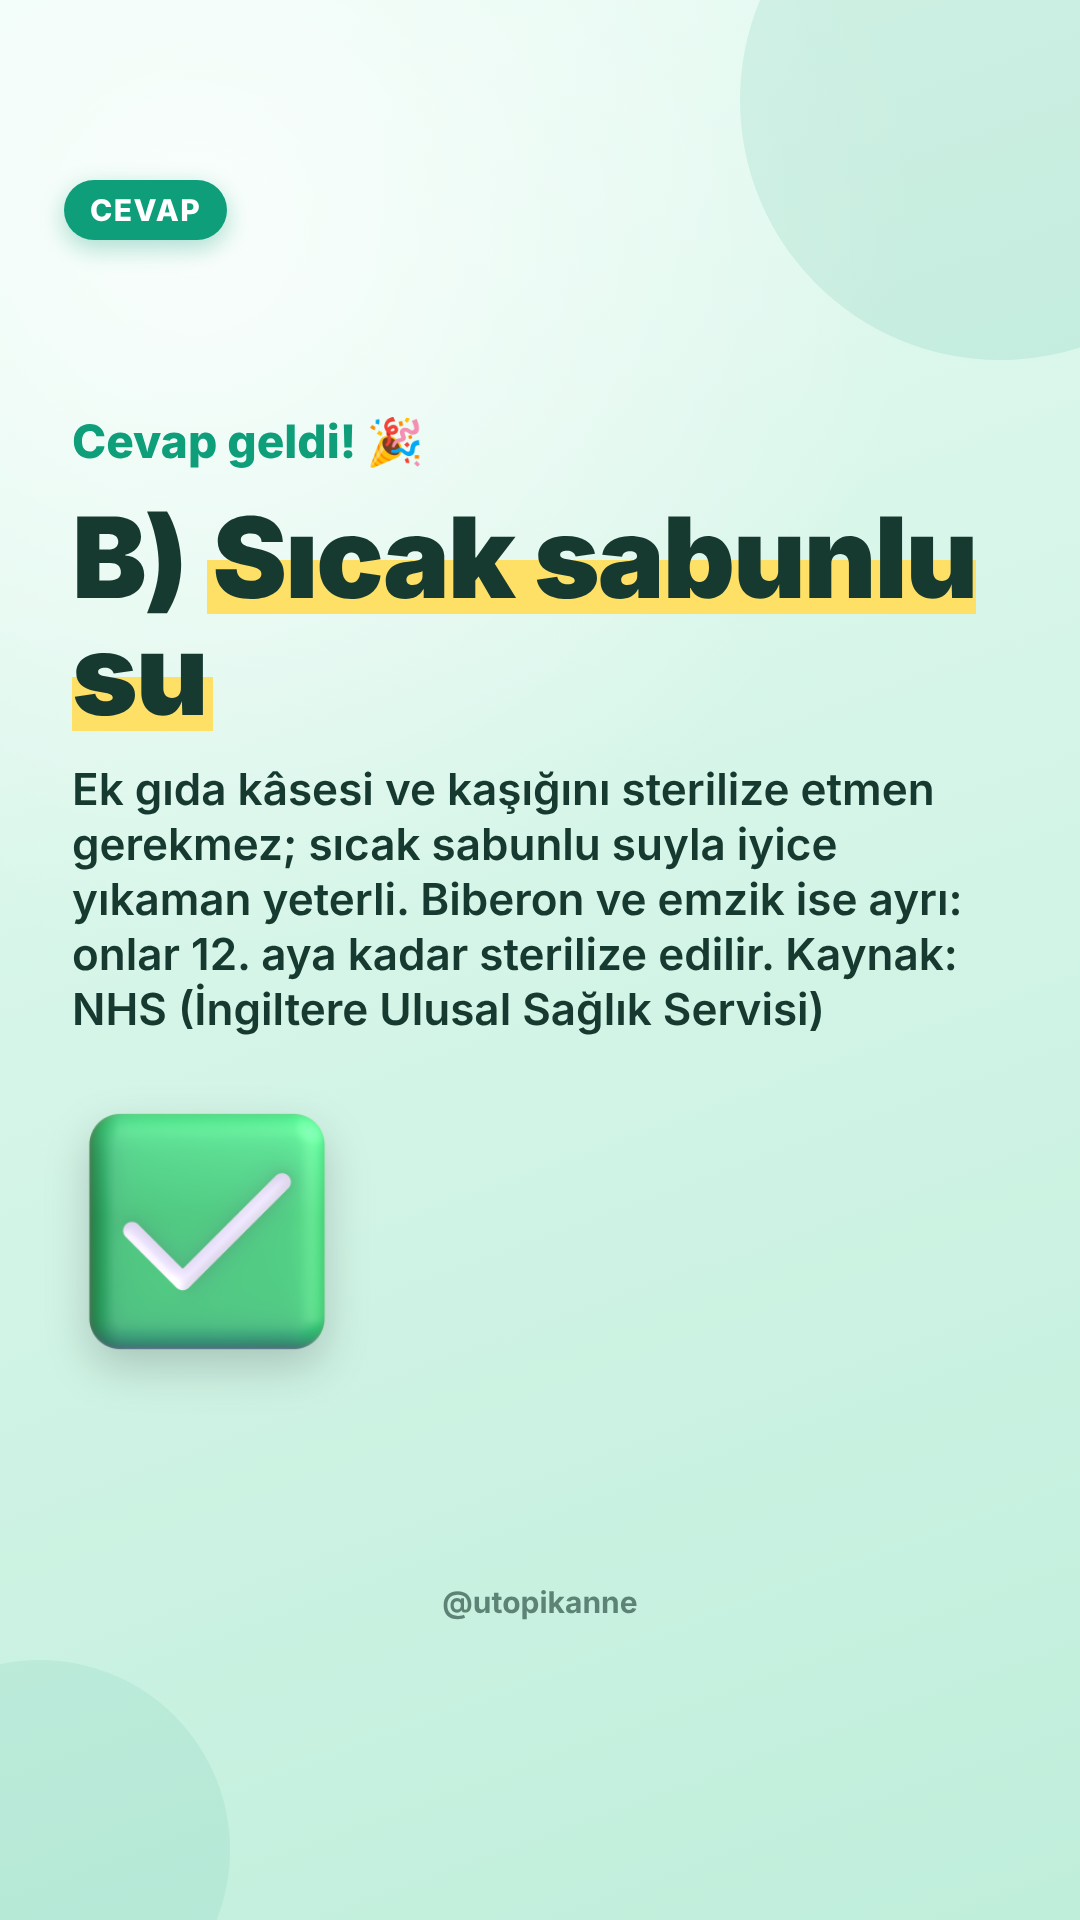 CEVAP
Cevap geldi! 🎉
B) Sıcak sabunlu
su
Ek gıda kâsesi ve kaşığını sterilize etmen
gerekmez; sıcak sabunlu suyla iyice
yıkaman yeterli. Biberon ve emzik ise ayrı:
onlar 12. aya kadar sterilize edilir. Kaynak:
NHS (İngiltere Ulusal Sağlık Servisi)
@utopikanne